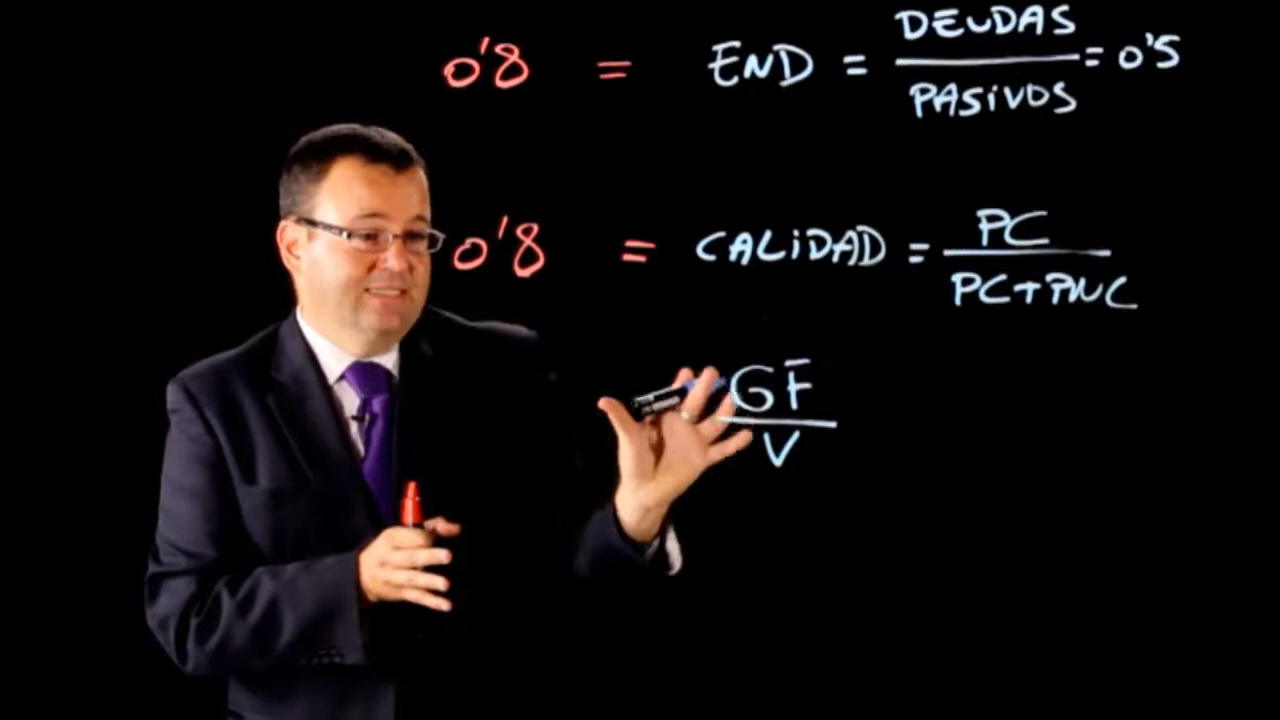 0'8 = END = DEUDAS / PASiVOS = 0'5
0'8 = CALiDAD = PC / PC+PNC
GF / V